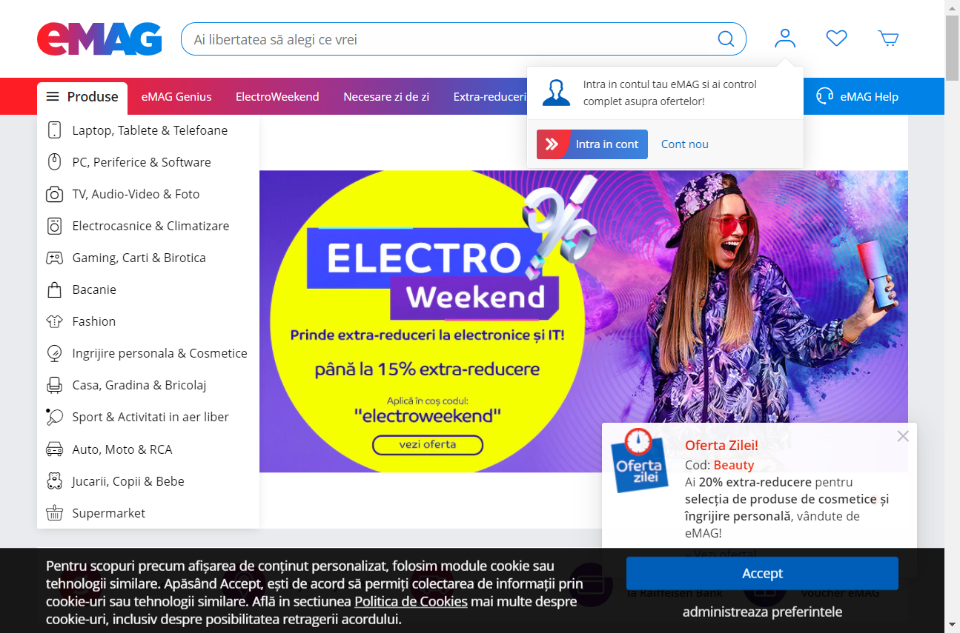 eMAG
Ai libertatea să alegi ce vrei
Produse
eMAG Genius
ElectroWeekend
Necesare zi de zi
Extra-reduceri
eMAG Help
Intra in contul tau eMAG si ai control
complet asupra ofertelor!
Intra in cont
Cont nou
Laptop, Tablete & Telefoane
PC, Periferice & Software
TV, Audio-Video & Foto
Electrocasnice & Climatizare
Gaming, Carti & Birotica
Bacanie
Fashion
Ingrijire personala & Cosmetice
Casa, Gradina & Bricolaj
Sport & Activitati in aer liber
Auto, Moto & RCA
Jucarii, Copii & Bebe
Supermarket
%
ELECTRO
Weekend
Prinde extra-reduceri la electronice și IT!
până la 15% extra-reducere
Aplică în coș codul:
"electroweekend"
vezi oferta
Oferta
zilei
Oferta Zilei!
Cod: Beauty
Ai 20% extra-reducere pentru
selecția de produse de cosmetice și
îngrijire personală, vândute de
eMAG!
Pentru scopuri precum afișarea de conținut personalizat, folosim module cookie sau
tehnologii similare. Apăsând Accept, ești de acord să permiți colectarea de informații prin
cookie-uri sau tehnologii similare. Află in sectiunea Politica de Cookies mai multe despre
cookie-uri, inclusiv despre posibilitatea retragerii acordului.
Accept
la Raiffeisen Bank
voucher eMAG
administreaza preferintele